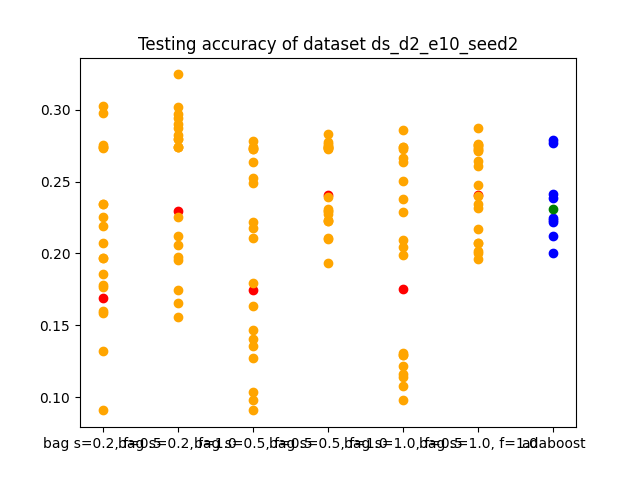 Testing accuracy of dataset ds_d2_e10_seed2
0.30
0.25
0.20
0.15
0.10
bag s=0.2, f=0.5 bag s=0.2, f=1.0 bag s=0.5, f=0.5 bag s=0.5, f=1.0 bag s=1.0, f=0.5 bag s=1.0, f=1.0 adaboost